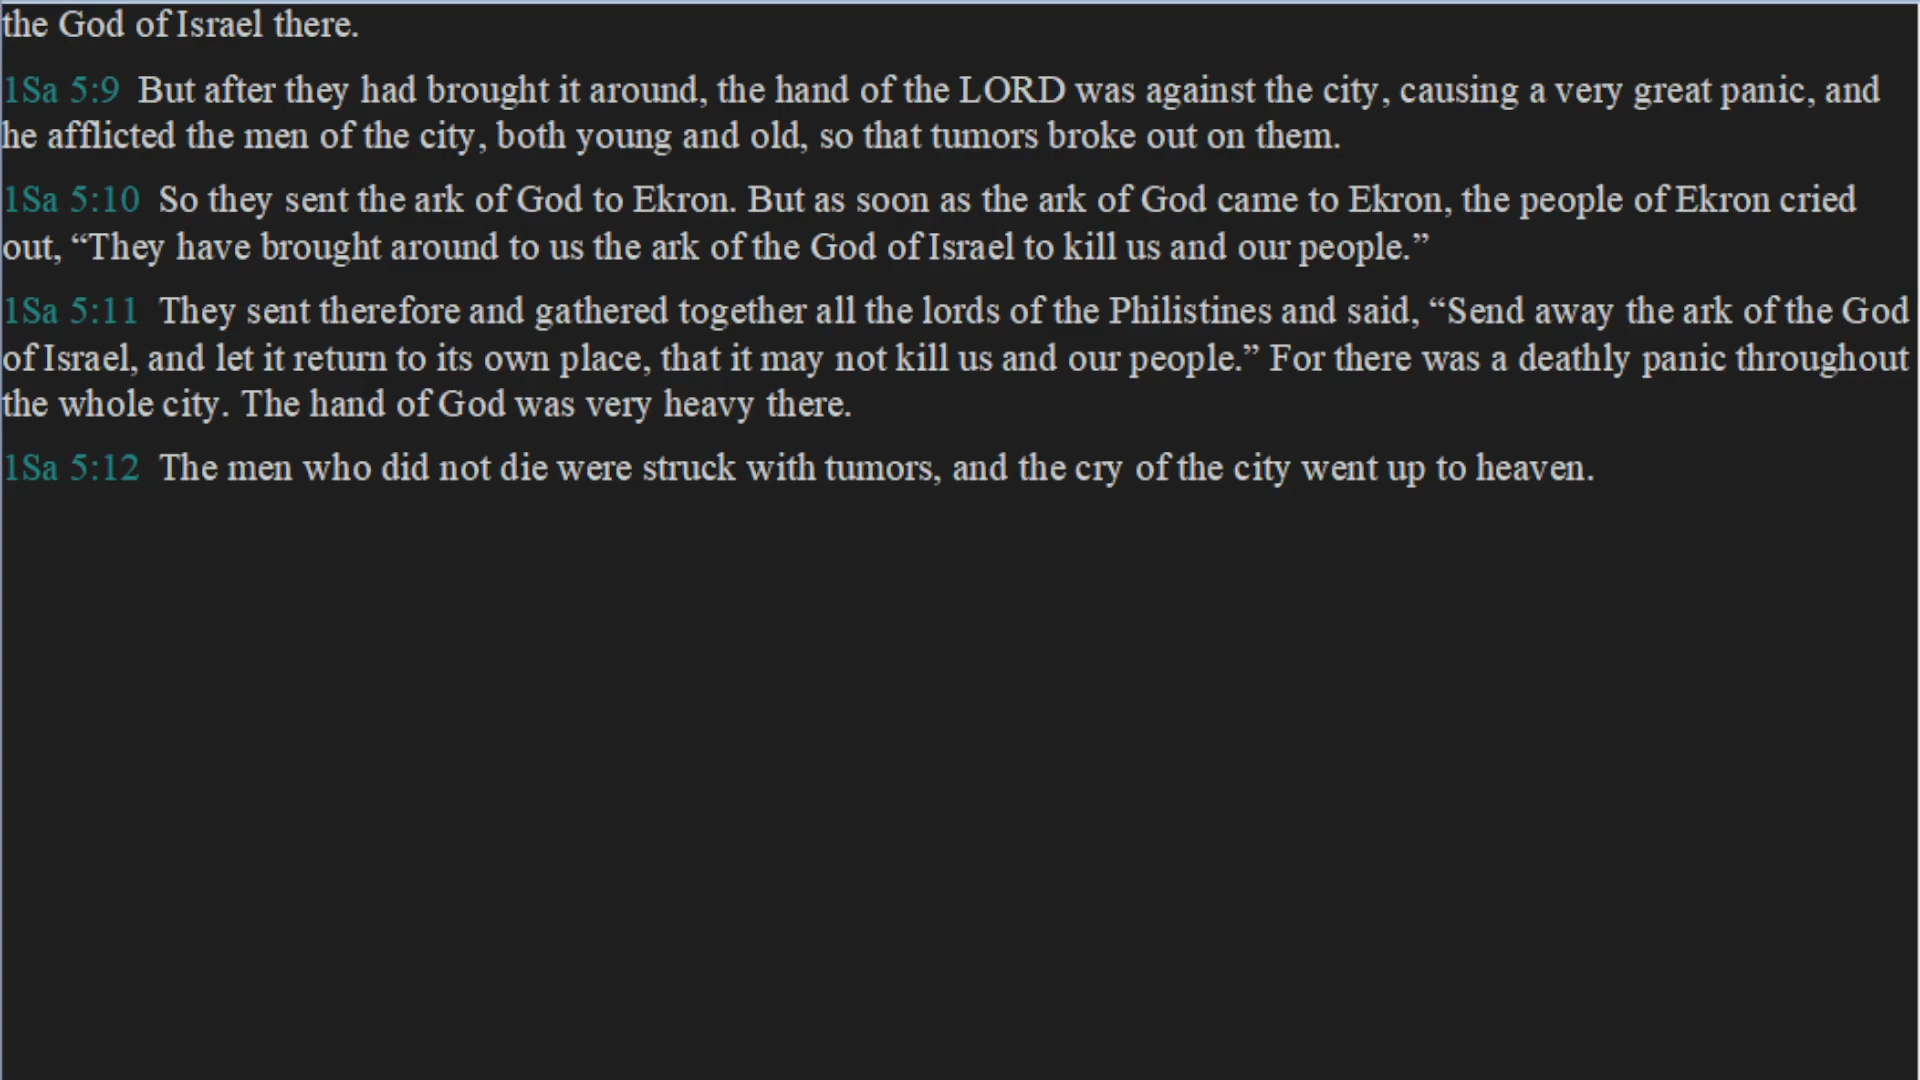 the God of Israel there.
1Sa 5:9 But after they had brought it around, the hand of the LORD was against the city, causing a very great panic, and
he afflicted the men of the city, both young and old, so that tumors broke out on them.
1Sa 5:10 So they sent the ark of God to Ekron. But as soon as the ark of God came to Ekron, the people of Ekron cried
out, “They have brought around to us the ark of the God of Israel to kill us and our people.”
1Sa 5:11 They sent therefore and gathered together all the lords of the Philistines and said, “Send away the ark of the God
of Israel, and let it return to its own place, that it may not kill us and our people.” For there was a deathly panic throughout
the whole city. The hand of God was very heavy there.
1Sa 5:12 The men who did not die were struck with tumors, and the cry of the city went up to heaven.